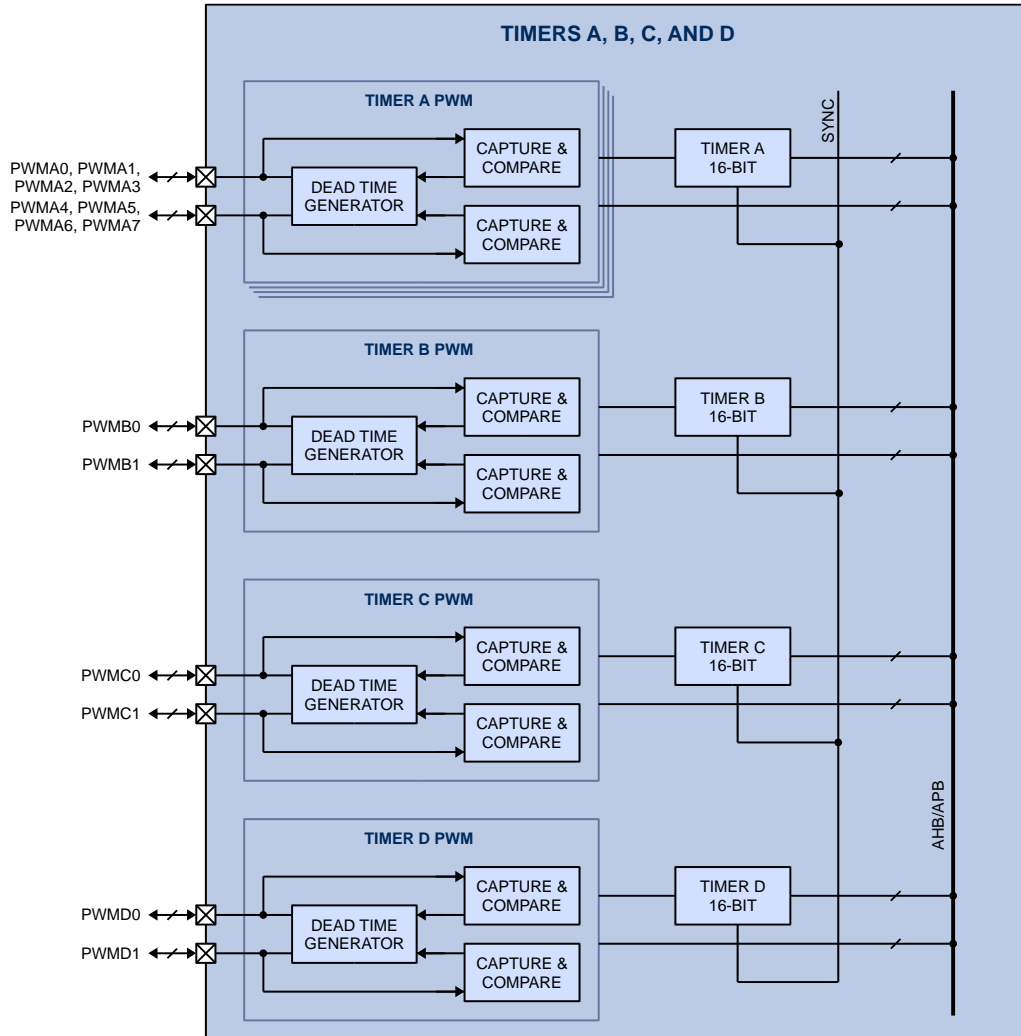 TIMERS A, B, C, AND D
TIMER A PWM
PWMA0, PWMA1,
PWMA2, PWMA3
PWMA4, PWMA5,
PWMA6, PWMA7
DEAD TIME
GENERATOR
CAPTURE &
COMPARE
CAPTURE &
COMPARE
TIMER A
16-BIT
SYNC
TIMER B PWM
PWMB0
PWMB1
DEAD TIME
GENERATOR
CAPTURE &
COMPARE
CAPTURE &
COMPARE
TIMER B
16-BIT
TIMER C PWM
PWMC0
PWMC1
DEAD TIME
GENERATOR
CAPTURE &
COMPARE
CAPTURE &
COMPARE
TIMER C
16-BIT
AHB/APB
TIMER D PWM
PWMD0
PWMD1
DEAD TIME
GENERATOR
CAPTURE &
COMPARE
CAPTURE &
COMPARE
TIMER D
16-BIT